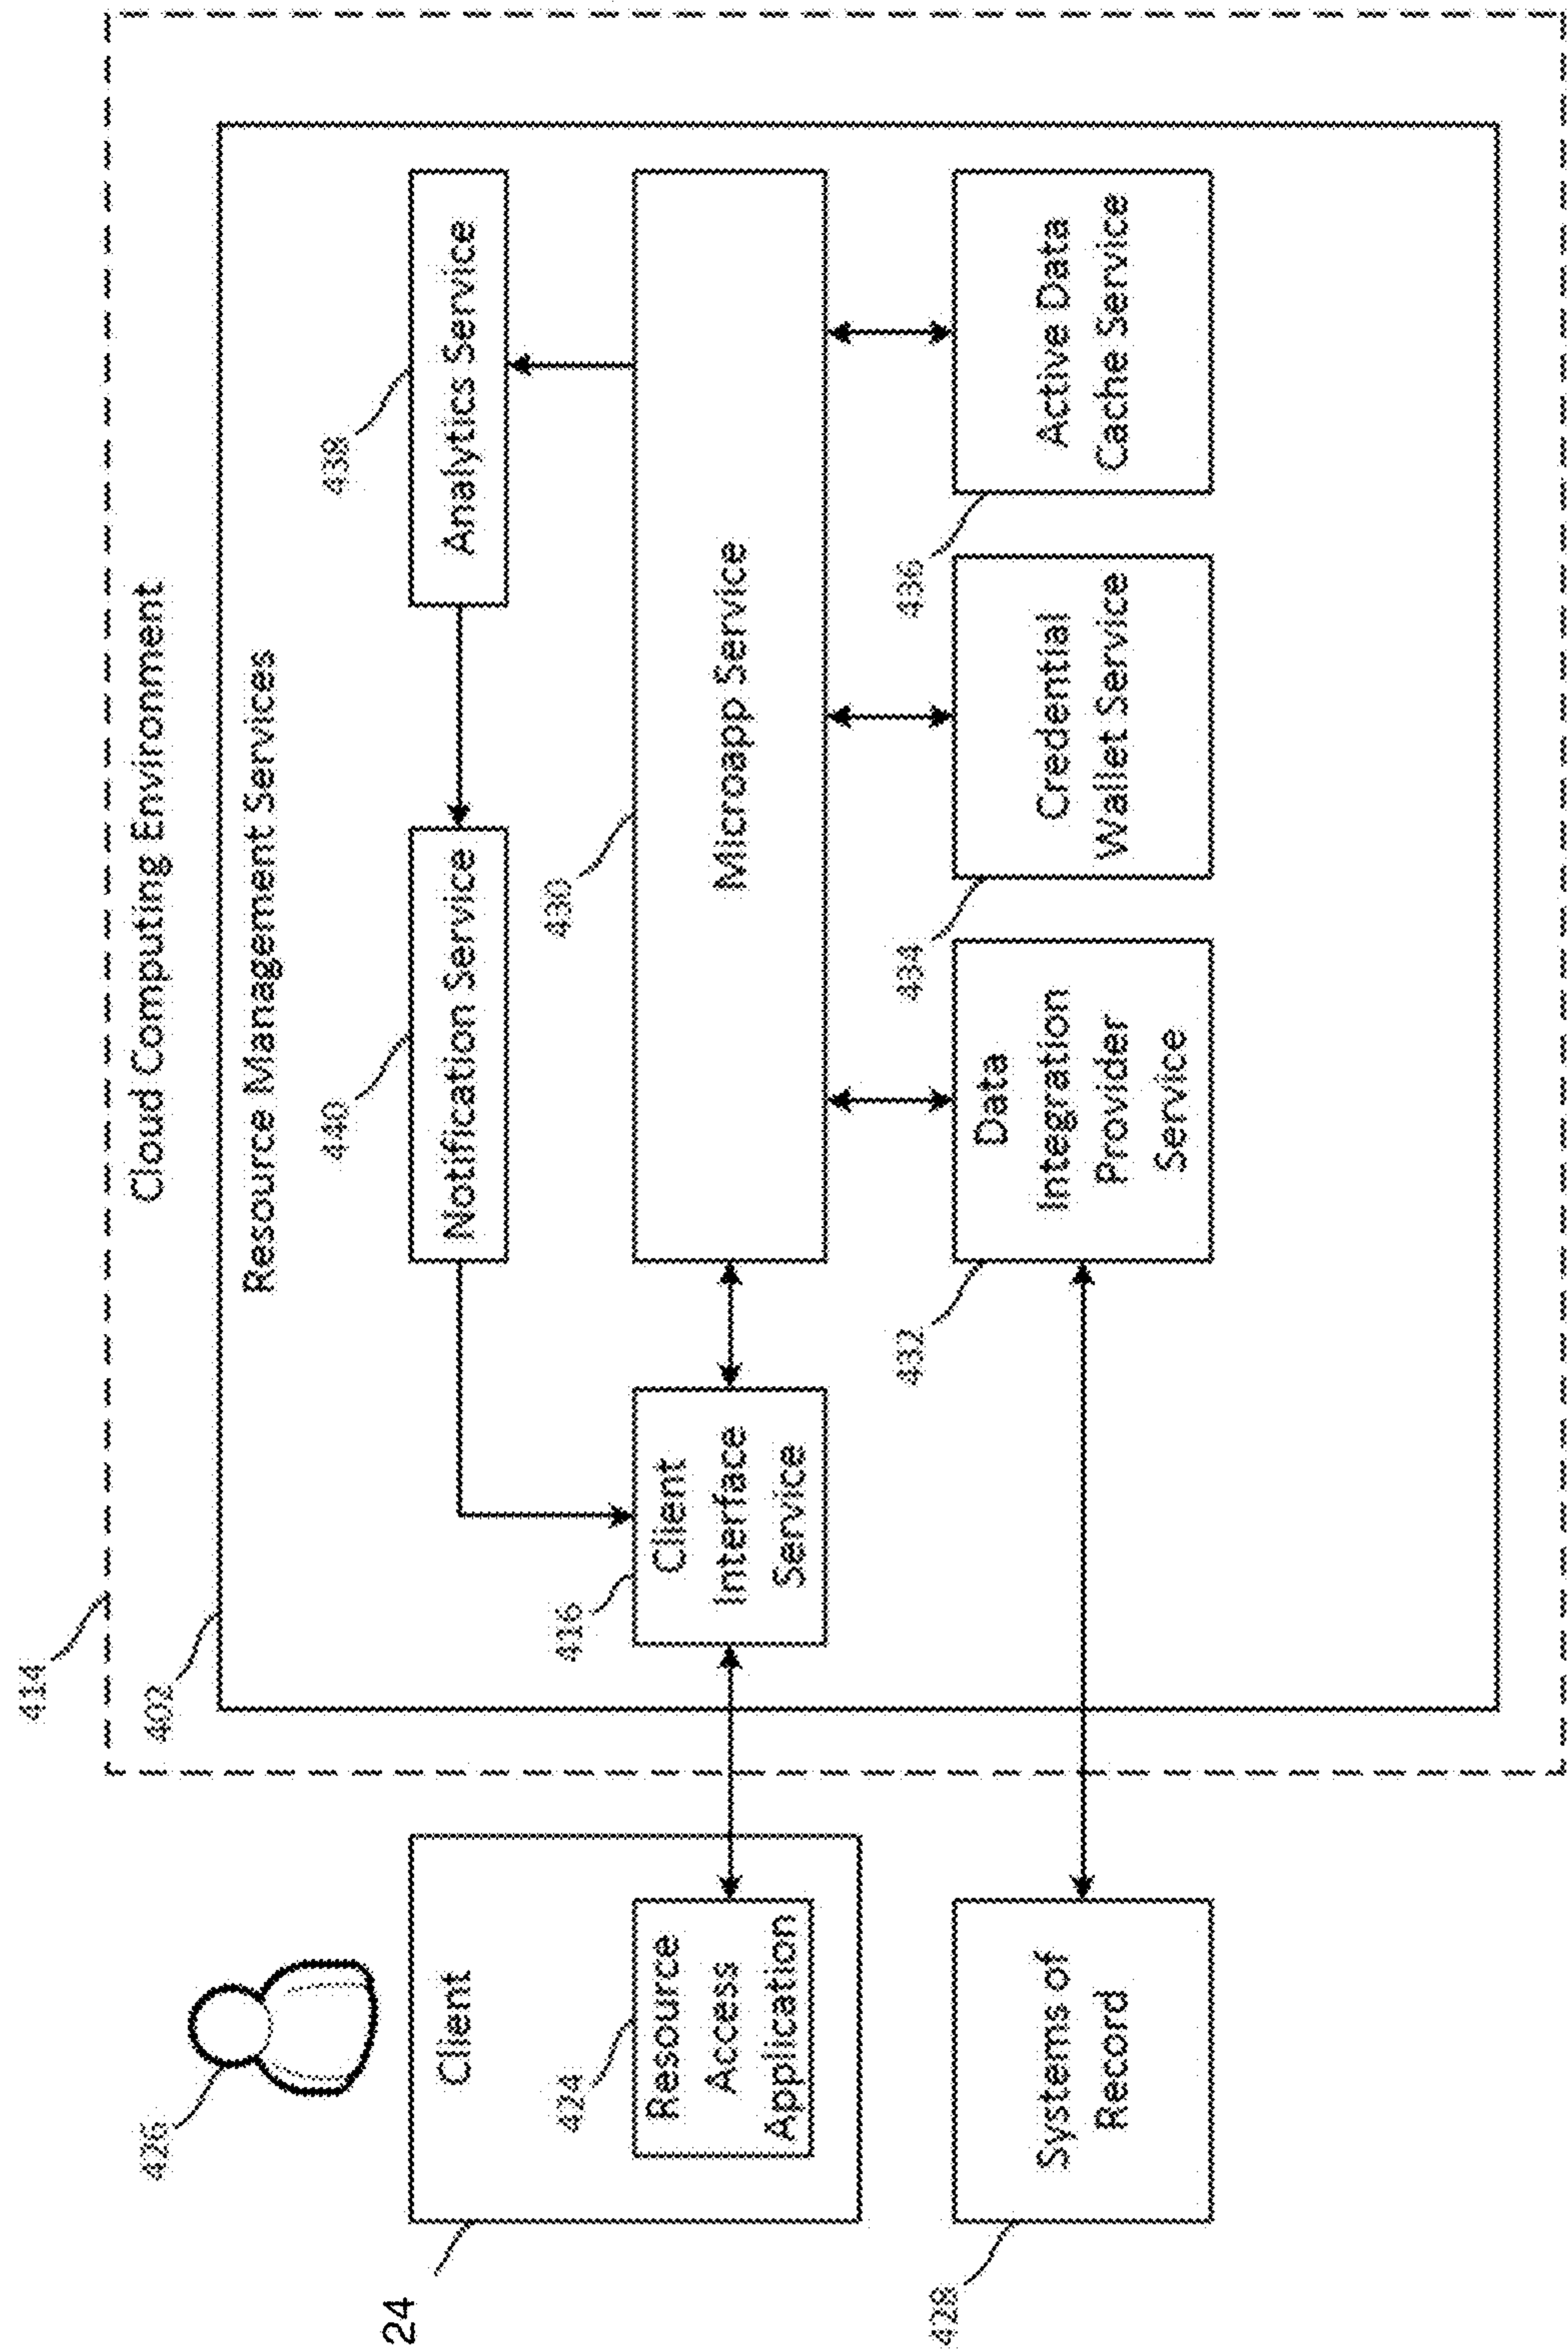 414
Cloud Computing Environment
402
Resource Management Services
426
24
Client
424
Resource
Access
Application
416
Client
Interface
Service
440
Notification Service
438
Analytics Service
430
Microapp Service
428
Systems of
Record
432
Data
Integration
Provider
Service
434
Credential
Wallet Service
436
Active Data
Cache Service